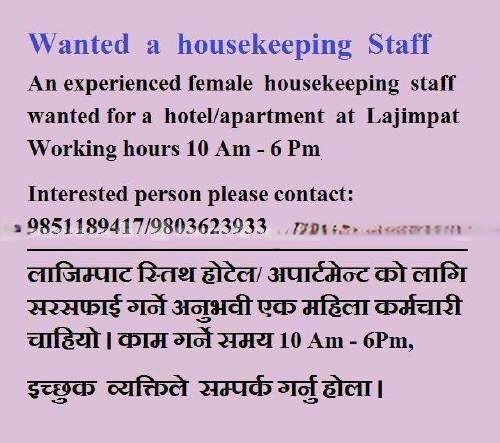 Wanted a housekeeping Staff
An experienced female housekeeping staff
wanted for a hotel/apartment at Lajimpat
Working hours 10 Am - 6 Pm
Interested person please contact:
9851189417/9803623933
लाजिम्पाट स्तिथ होटेल/ अपार्टमेन्ट को लागि
सरसफाई गर्ने अनुभवी एक महिला कर्मचारी
चाहियो । काम गर्ने समय 10 Am - 6Pm,
इच्छुक व्यक्तिले सम्पर्क गर्नु होला ।